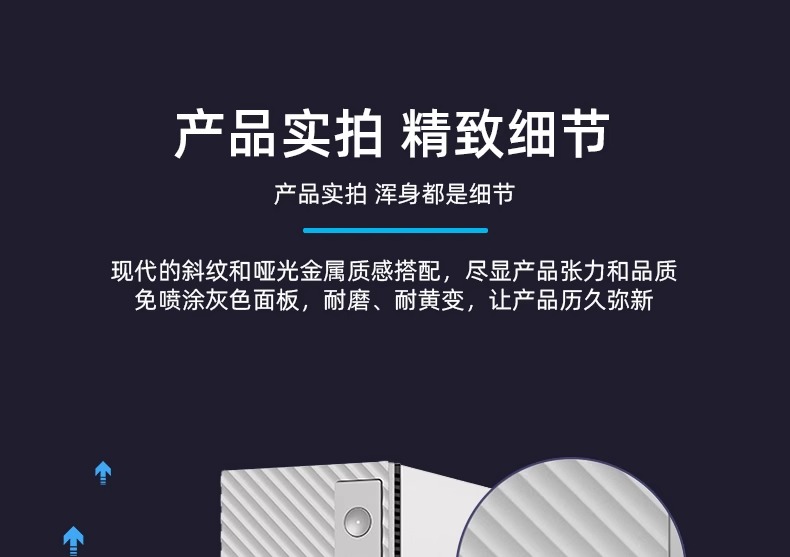 产品实拍 精致细节
产品实拍 浑身都是细节
现代的斜纹和哑光金属质感搭配，尽显产品张力和品质
免喷涂灰色面板，耐磨、耐黄变，让产品历久弥新